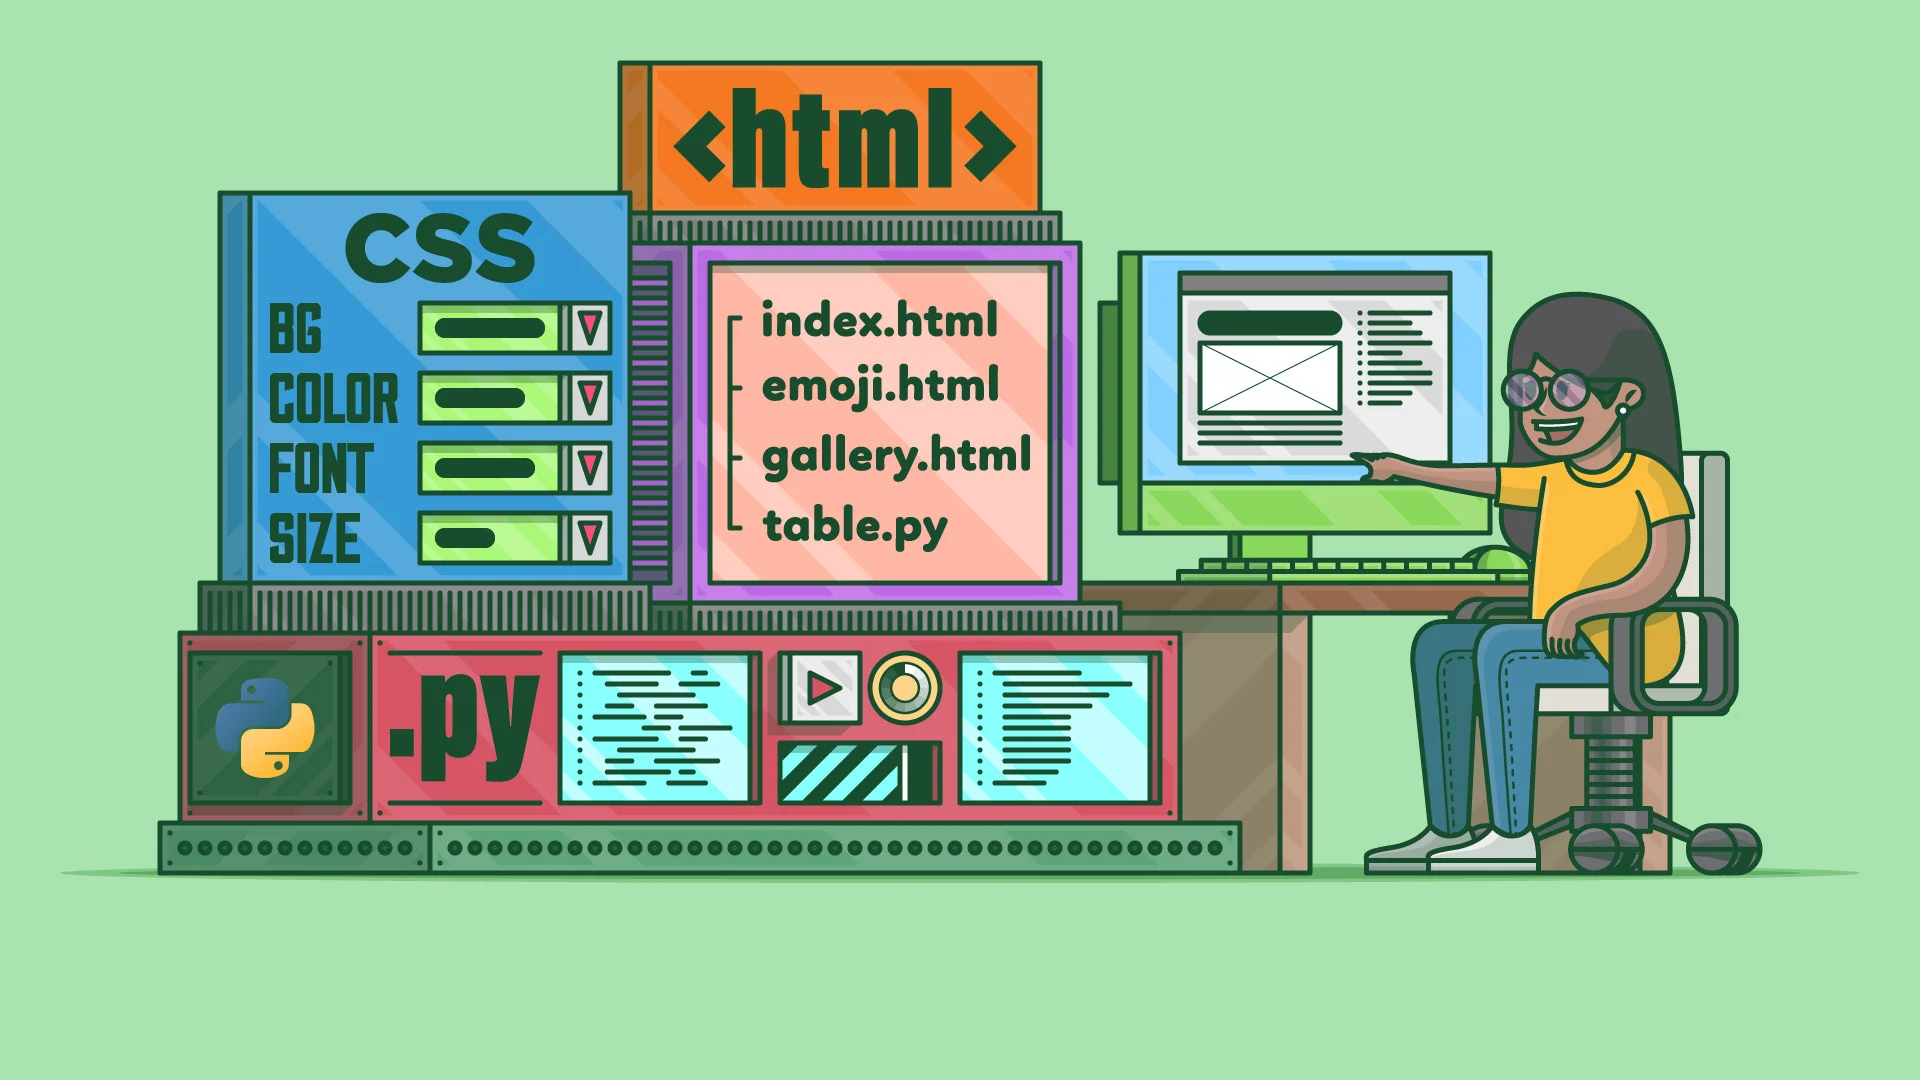 <html>
CSS
BG
COLOR
FONT
SIZE
index.html
emoji.html
gallery.html
table.py
.py